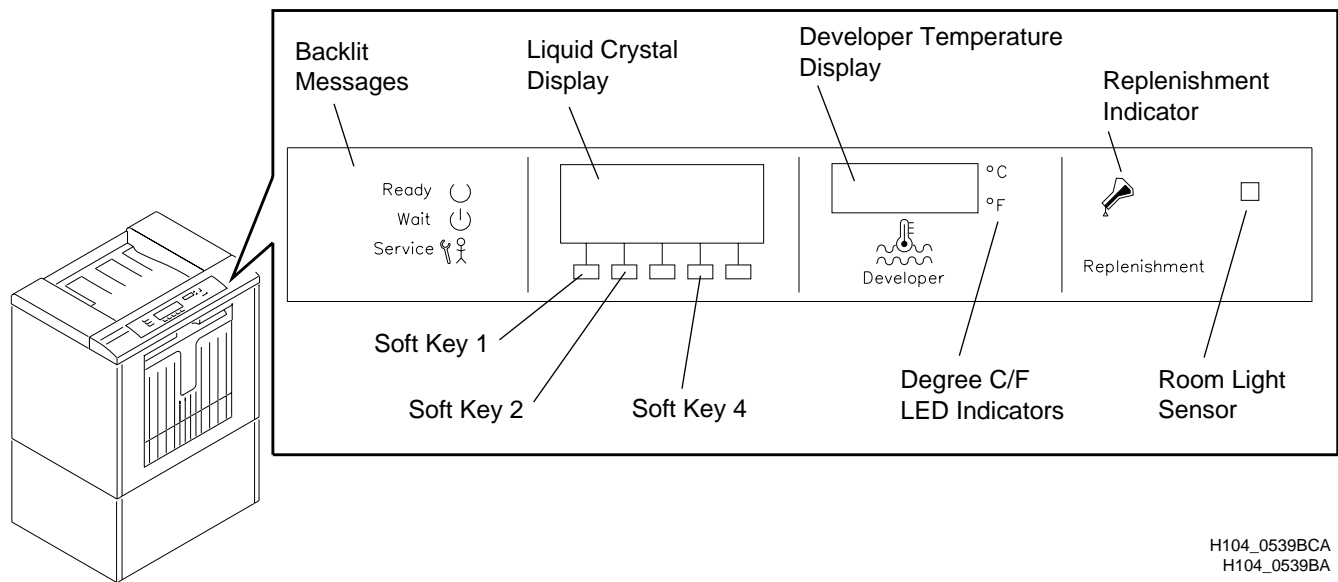 Backlit
Messages
Liquid Crystal
Display
Developer Temperature
Display
Replenishment
Indicator
Ready
Wait
Service
°C
°F
Developer
Replenishment
Soft Key 1
Soft Key 2
Soft Key 4
Degree C/F
LED Indicators
Room Light
Sensor
H104_0539BCA
H104_0539BA